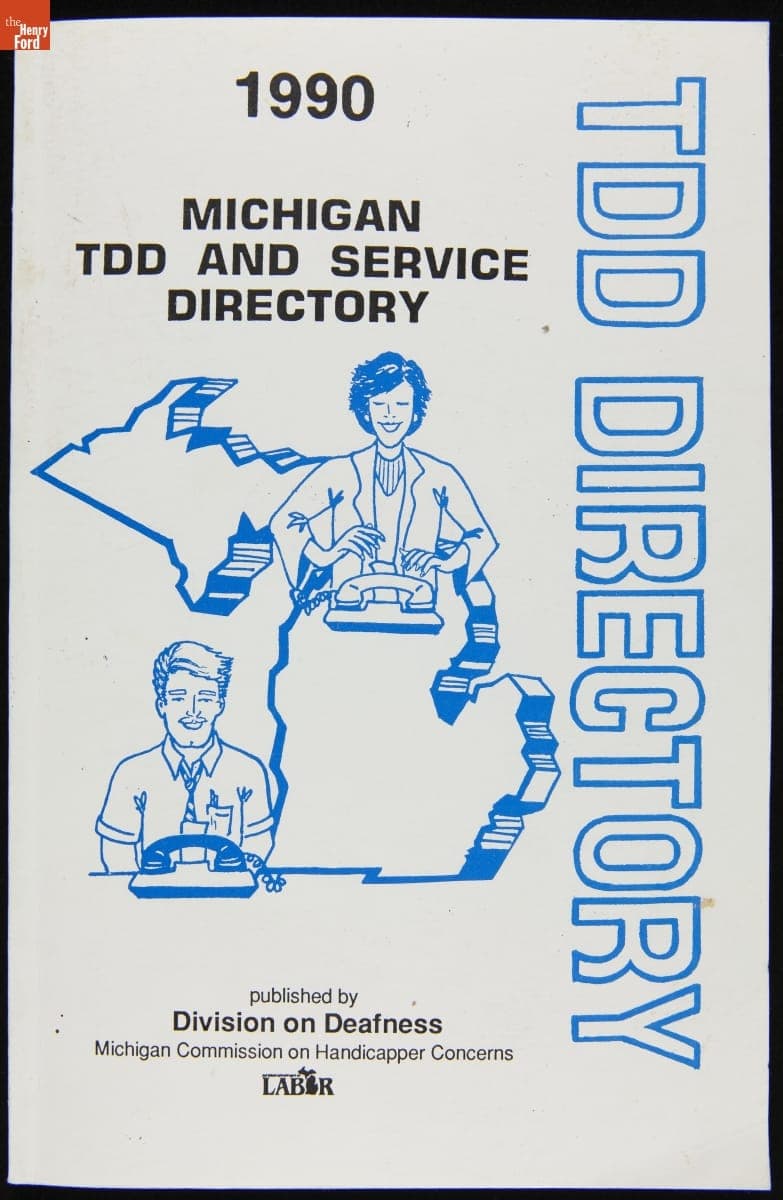 the
Henry
Ford
1990
MICHIGAN
TDD AND SERVICE
DIRECTORY
TDD DIRECTORY
published by
Division on Deafness
Michigan Commission on Handicapper Concerns
LABOR